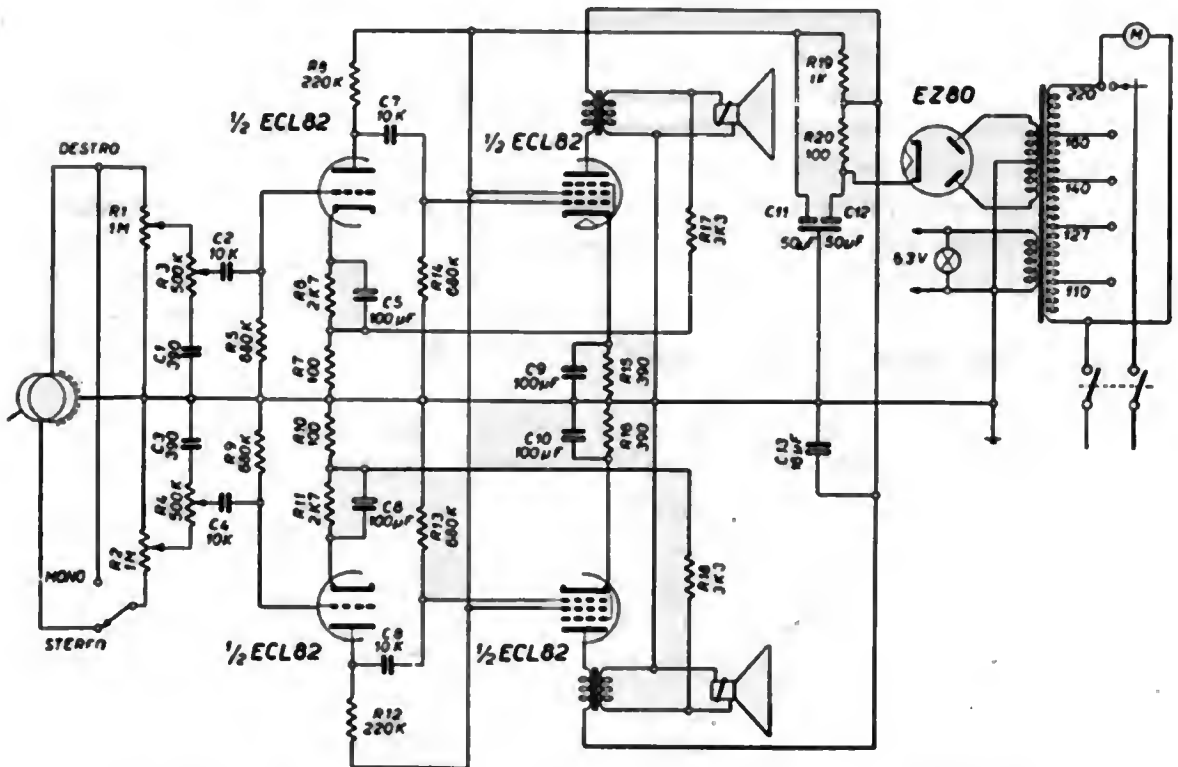 R6
220K
C7
10K
½ ECL82
½ ECL82
R19
1K
R20
100
EZ80
M
220
160
140
127
110
DESTRO
R1
1M
C2
10K
R3
500K
C1
390
R5
680K
R6
2K7
C5
100µF
R14
680K
R17
3K3
C11
50µF
C12
50µF
6.3V
R7
100
C9
100µF
R15
390
R10
100
C10
100µF
R16
390
C3
390
R4
500K
C4
10K
R9
680K
R11
2K7
C6
100µF
R13
680K
C13
10µF
R2
1M
MONO
STEREO
R18
3K3
½ ECL82
C8
10K
½ ECL82
R12
220K